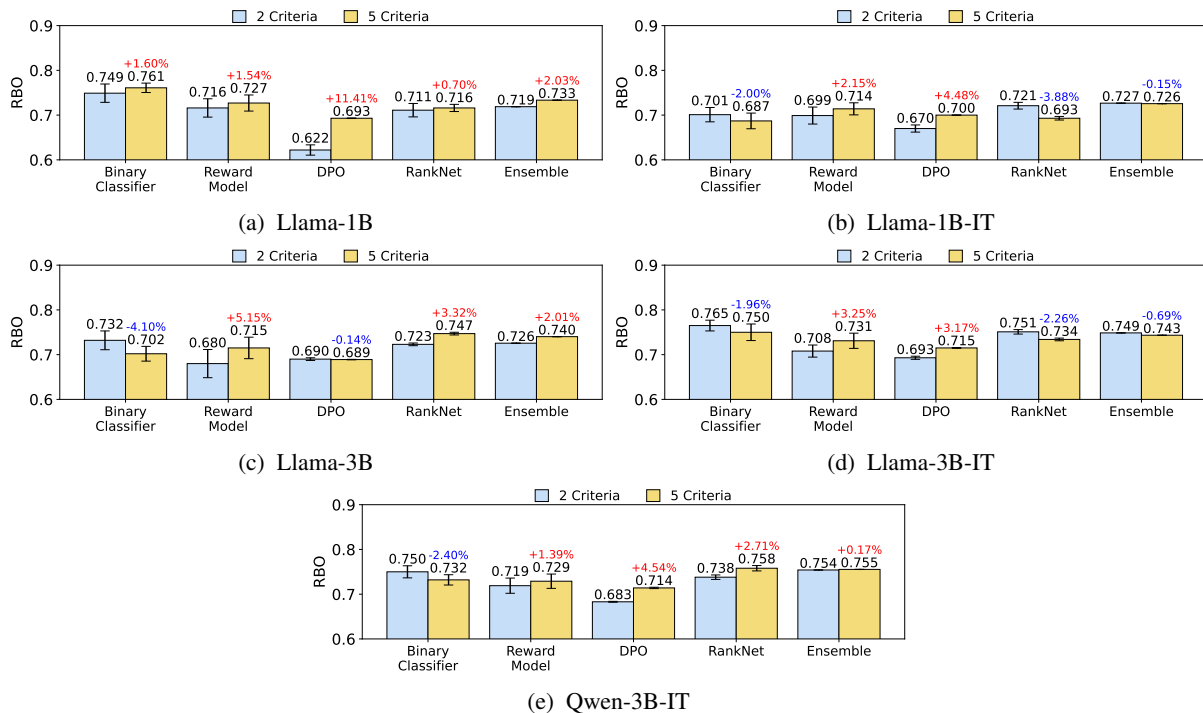 2 Criteria 5 Criteria
0.9
0.8
0.7
0.6
RBO
0.749 +1.60% 0.761
0.716 +1.54% 0.727
0.622 +11.41% 0.693
0.711 +0.70% 0.716
0.719 +2.03% 0.733
Binary Classifier
Reward Model
DPO
RankNet
Ensemble
(a) Llama-1B
2 Criteria 5 Criteria
0.9
0.8
0.7
0.6
RBO
0.701 -2.00% 0.687
0.699 +2.15% 0.714
0.670 +4.48% 0.700
0.721 -3.88% 0.693
0.727 -0.15% 0.726
Binary Classifier
Reward Model
DPO
RankNet
Ensemble
(b) Llama-1B-IT
2 Criteria 5 Criteria
0.9
0.8
0.7
0.6
RBO
0.732 -4.10% 0.702
0.680 +5.15% 0.715
0.690 -0.14% 0.689
0.723 +3.32% 0.747
0.726 +2.01% 0.740
Binary Classifier
Reward Model
DPO
RankNet
Ensemble
(c) Llama-3B
2 Criteria 5 Criteria
0.9
0.8
0.7
0.6
RBO
0.765 -1.96% 0.750
0.708 +3.25% 0.731
0.693 +3.17% 0.715
0.751 -2.26% 0.734
0.749 -0.69% 0.743
Binary Classifier
Reward Model
DPO
RankNet
Ensemble
(d) Llama-3B-IT
2 Criteria 5 Criteria
0.9
0.8
0.7
0.6
RBO
0.750 -2.40% 0.732
0.719 +1.39% 0.729
0.683 +4.54% 0.714
0.738 +2.71% 0.758
0.754 +0.17% 0.755
Binary Classifier
Reward Model
DPO
RankNet
Ensemble
(e) Qwen-3B-IT